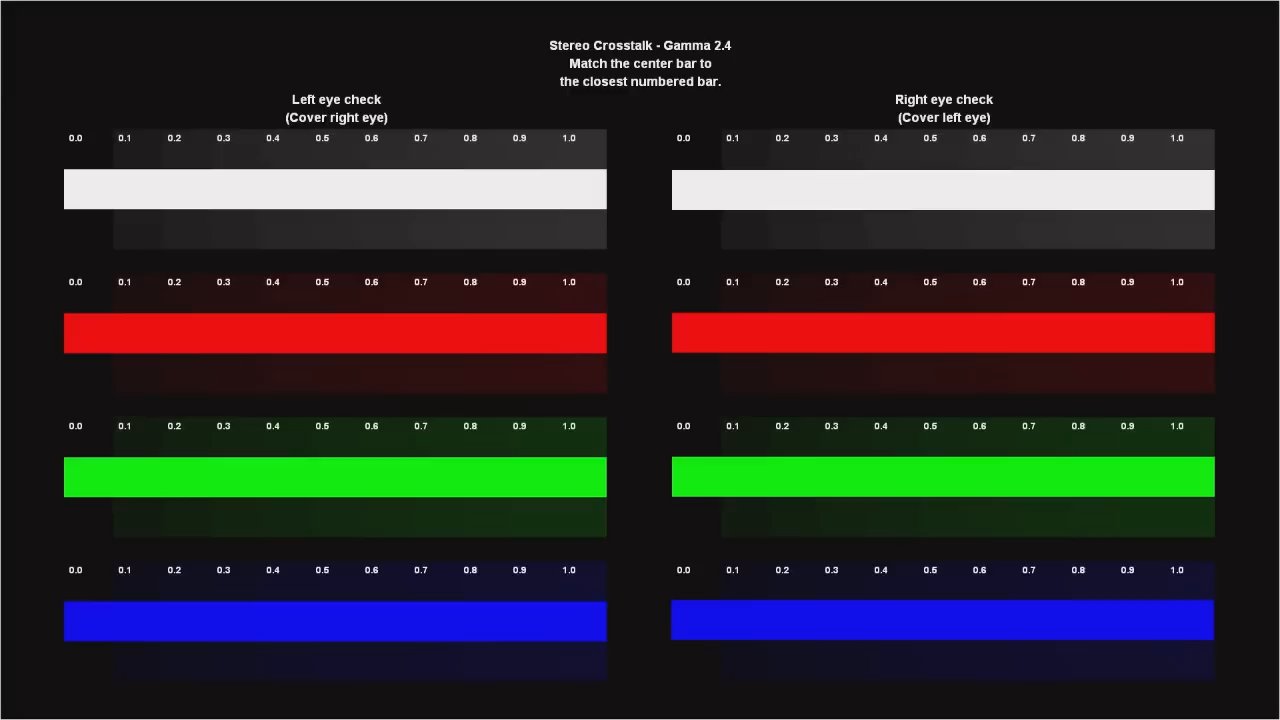 Stereo Crosstalk - Gamma 2.4
Match the center bar to
the closest numbered bar.
Left eye check
(Cover right eye)
Right eye check
(Cover left eye)
0.0 0.1 0.2 0.3 0.4 0.5 0.6 0.7 0.8 0.9 1.0
0.0 0.1 0.2 0.3 0.4 0.5 0.6 0.7 0.8 0.9 1.0
0.0 0.1 0.2 0.3 0.4 0.5 0.6 0.7 0.8 0.9 1.0
0.0 0.1 0.2 0.3 0.4 0.5 0.6 0.7 0.8 0.9 1.0
0.0 0.1 0.2 0.3 0.4 0.5 0.6 0.7 0.8 0.9 1.0
0.0 0.1 0.2 0.3 0.4 0.5 0.6 0.7 0.8 0.9 1.0
0.0 0.1 0.2 0.3 0.4 0.5 0.6 0.7 0.8 0.9 1.0
0.0 0.1 0.2 0.3 0.4 0.5 0.6 0.7 0.8 0.9 1.0